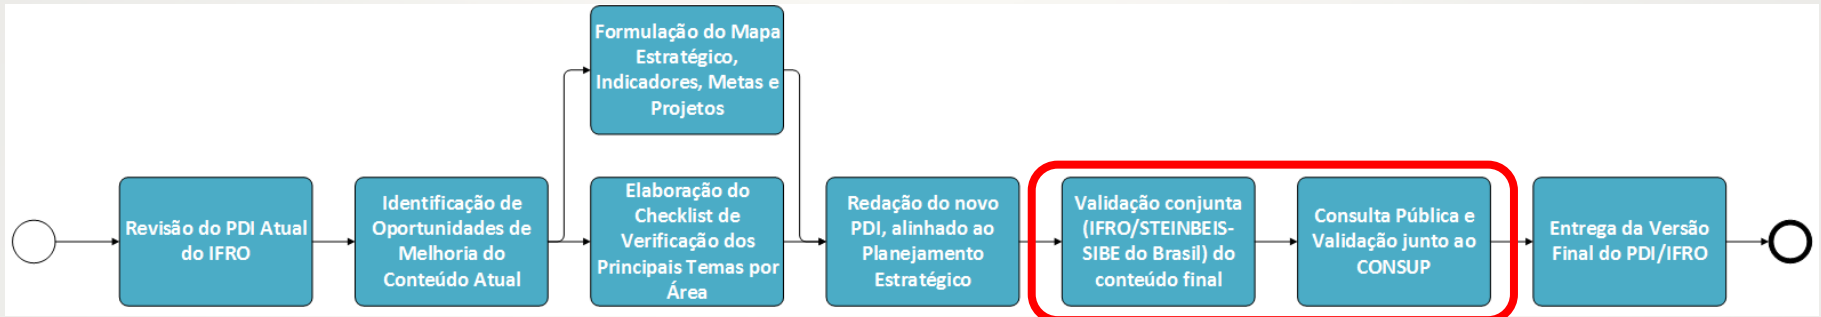 Revisão do PDI Atual
do IFRO
Identificação de
Oportunidades de
Melhoria do
Conteúdo Atual
Formulação do Mapa
Estratégico,
Indicadores, Metas e
Projetos
Elaboração do
Checklist de
Verificação dos
Principais Temas por
Área
Redação do novo
PDI, alinhado ao
Planejamento
Estratégico
Validação conjunta
(IFRO/STEINBEIS-
SIBE do Brasil) do
conteúdo final
Consulta Pública e
Validação junto ao
CONSUP
Entrega da Versão
Final do PDI/IFRO